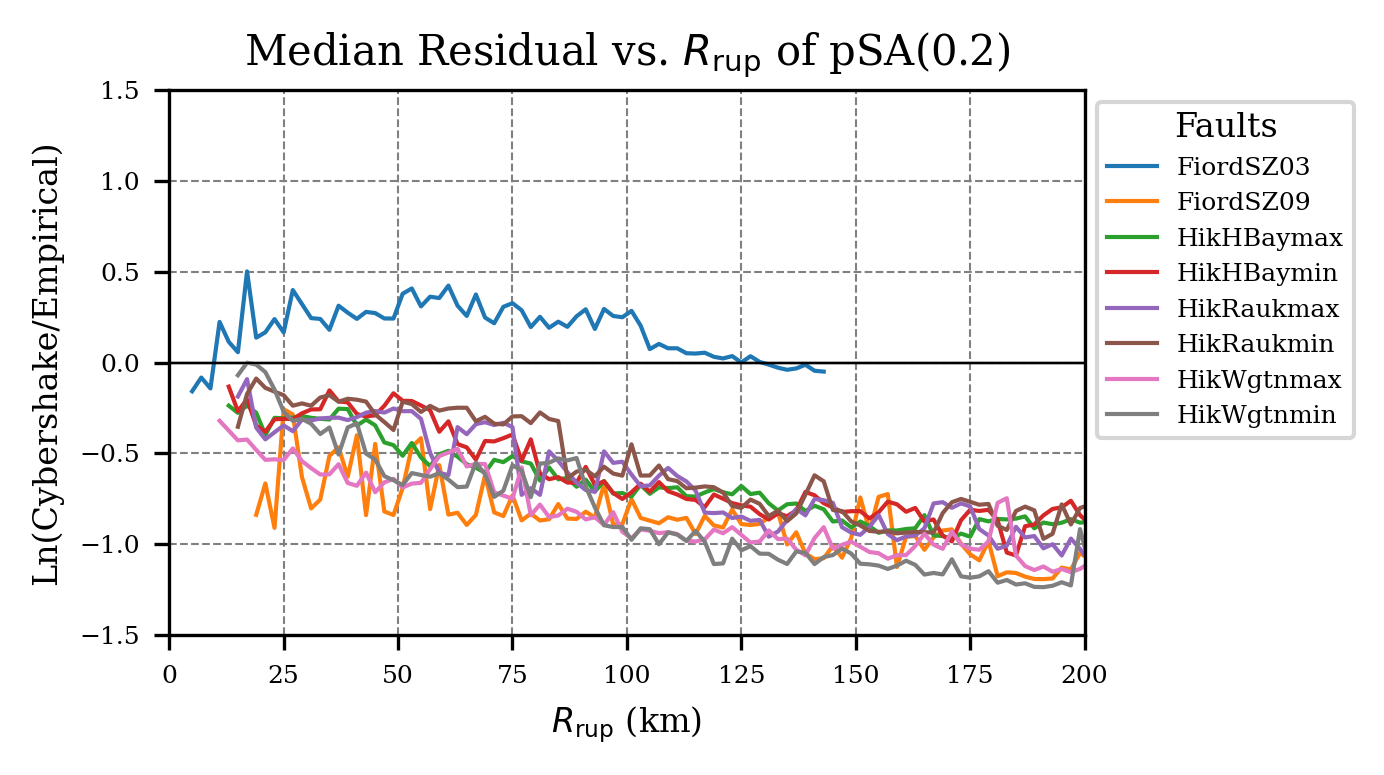 Median Residual vs. Rrup of pSA(0.2)
Ln(Cybershake/Empirical)
1.5
1.0
0.5
0.0
−0.5
−1.0
−1.5
0 25 50 75 100 125 150 175 200
Rrup (km)
Faults
FiordSZ03
FiordSZ09
HikHBaymax
HikHBaymin
HikRaukmax
HikRaukmin
HikWgtnmax
HikWgtnmin